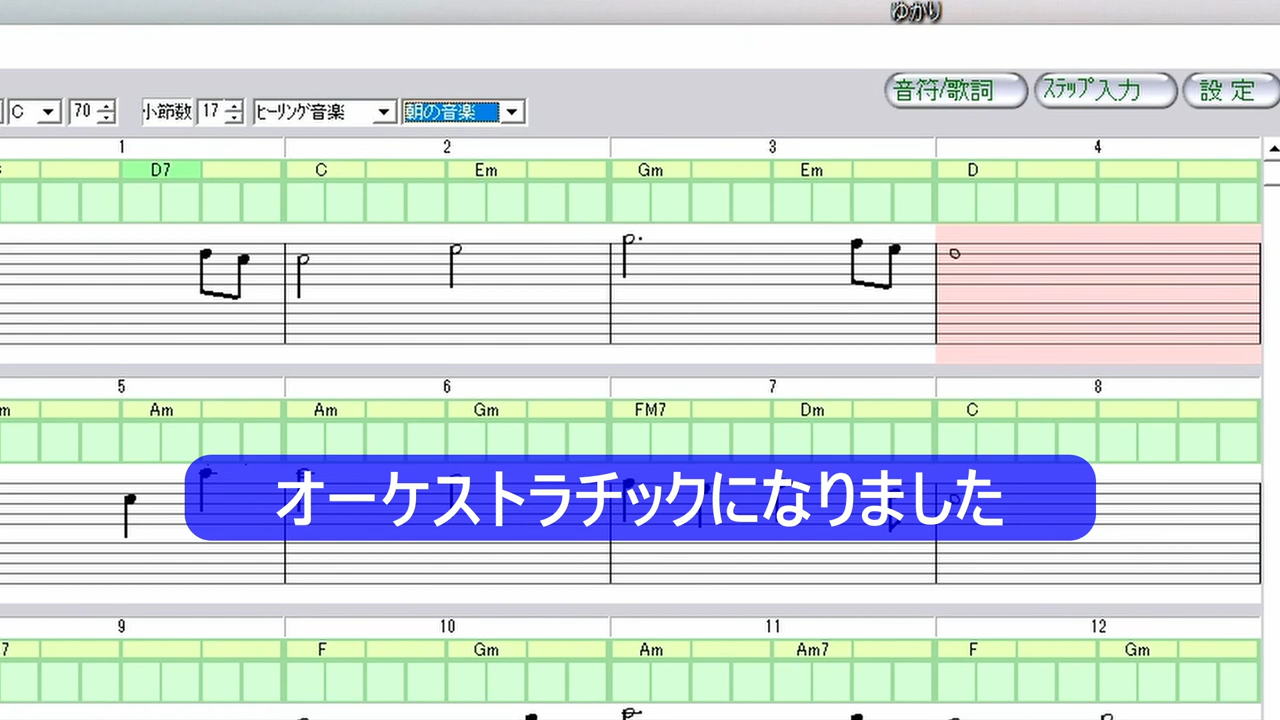 ゆかり
音符/歌詞 ステップ入力 設定
C 70 小節数 17 ヒーリング音楽 朝の音楽
1 2 3 4
D7 C Em Gm Em D
5 6 7 8
m Am Am Gm FM7 Dm C
オーケストラチックになりました
9 10 11 12
7 F Gm Am Am7 F Gm